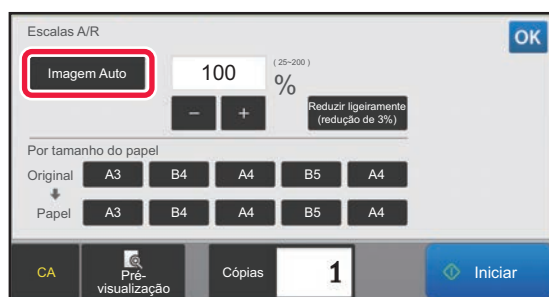 Escalas A/R
OK
Imagem Auto
100
(25~200)
%
− +
Reduzir ligeiramente
(redução de 3%)
Por tamanho do papel
Original A3 B4 A4 B5 A4
Papel A3 B4 A4 B5 A4
CA
Pré-
visualização
Cópias 1
Iniciar